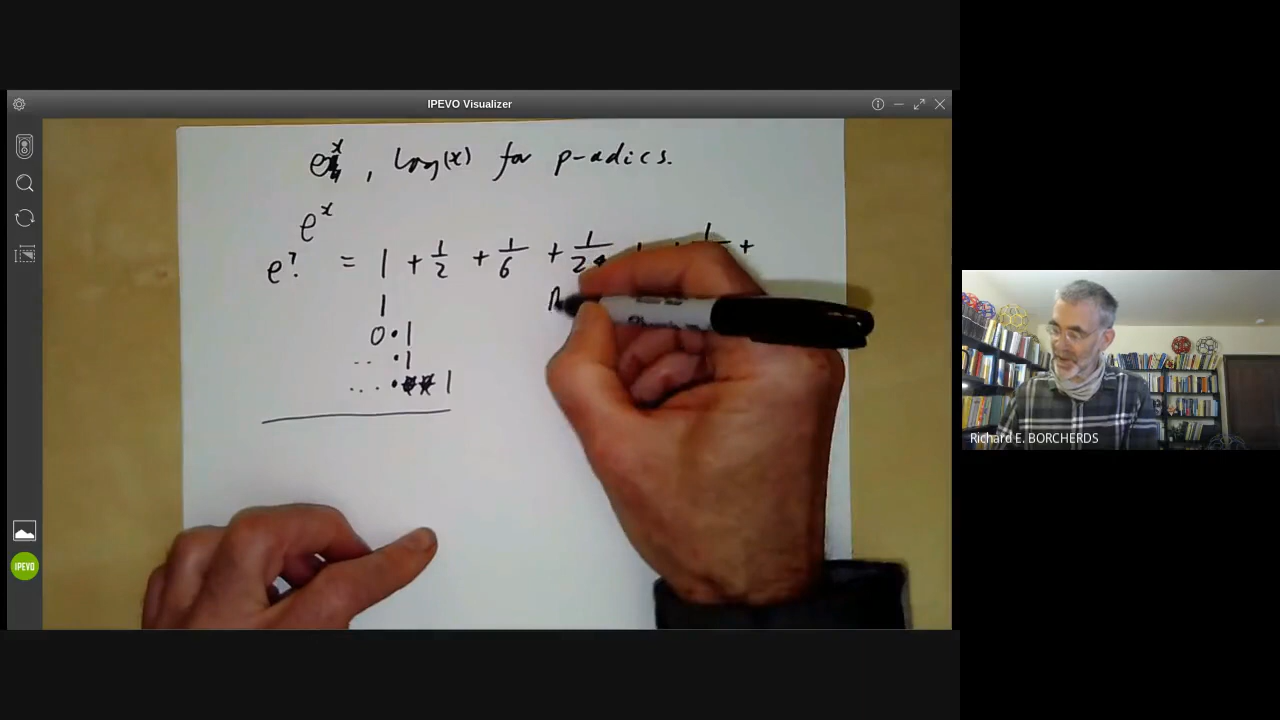 IPEVO Visualizer
e^x, log(x) for p-adics.
e^x
e? = 1 + 1/2 + 1/6 + 1/24 +
1
0.1
.. .1
.... . 1
Richard E. BORCHERDS
IPEVO